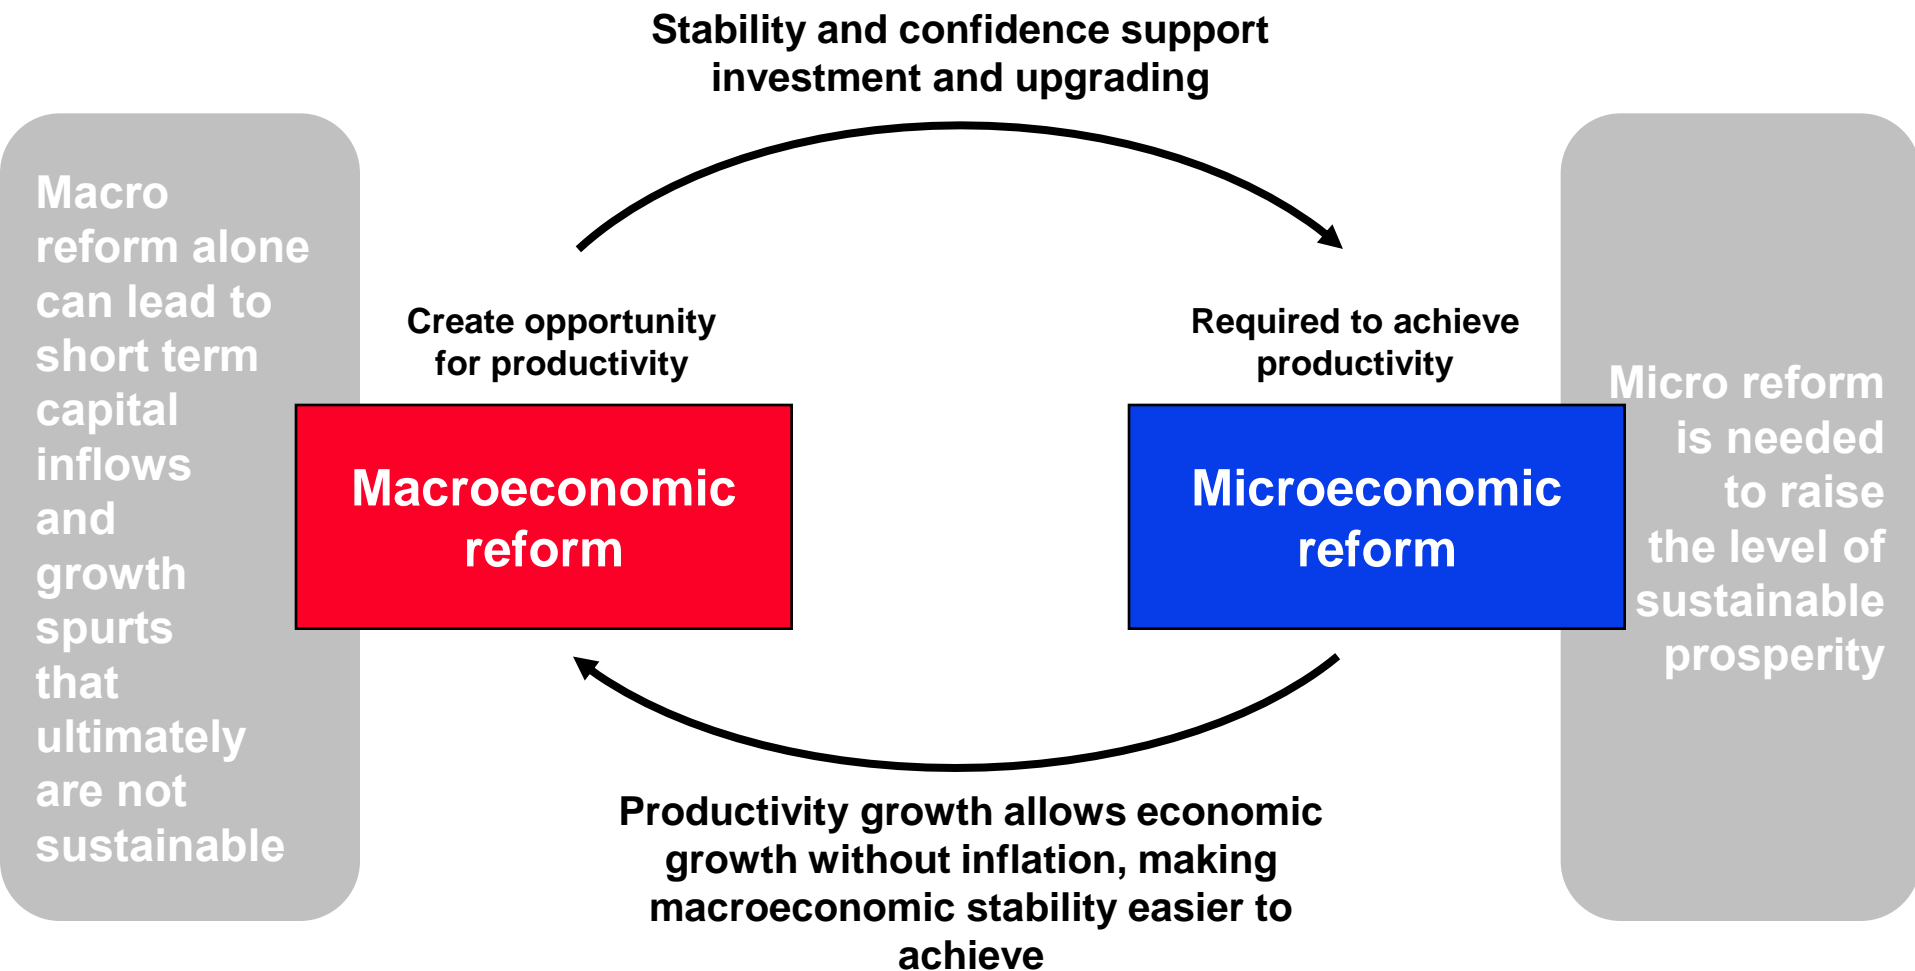 Stability and confidence support
investment and upgrading
Macro
reform alone
can lead to
short term
capital
inflows
and
growth
spurts
that
ultimately
are not
sustainable
Create opportunity
for productivity
Macroeconomic
reform
Required to achieve
productivity
Microeconomic
reform
Micro reform
is needed
to raise
the level of
sustainable
prosperity
Productivity growth allows economic
growth without inflation, making
macroeconomic stability easier to
achieve